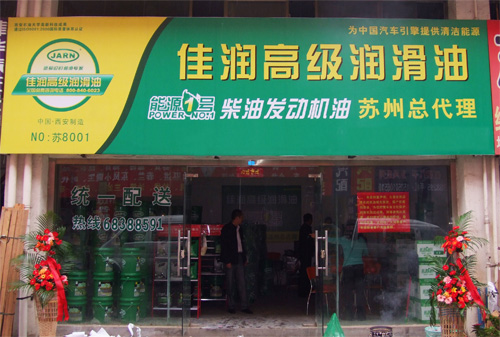 为中国汽车引擎提供清洁能源
JARN
佳润高级润滑油
佳润高级润滑油
能源1号
POWER NO:1
柴油发动机油 苏州总代理
中国·西安制造
NO:苏8001
统一配送
热线68388591